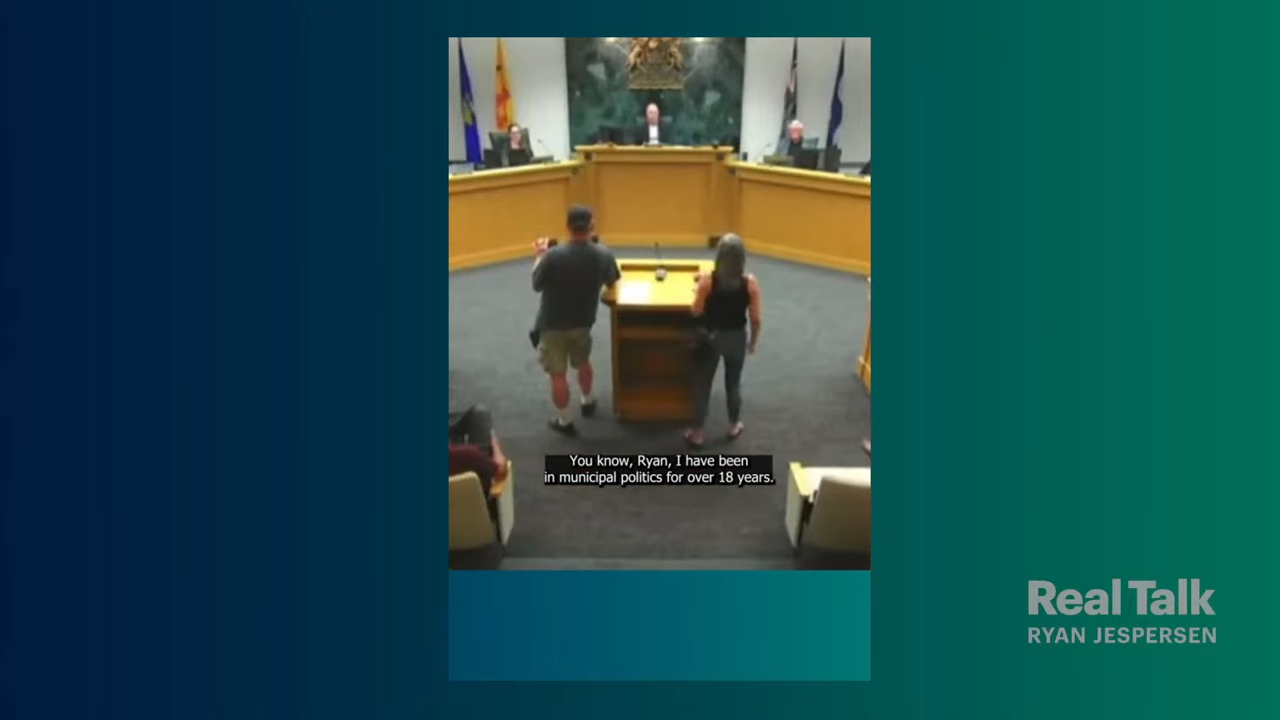 You know, Ryan, I have been
in municipal politics for over 18 years.
Real Talk
RYAN JESPERSEN